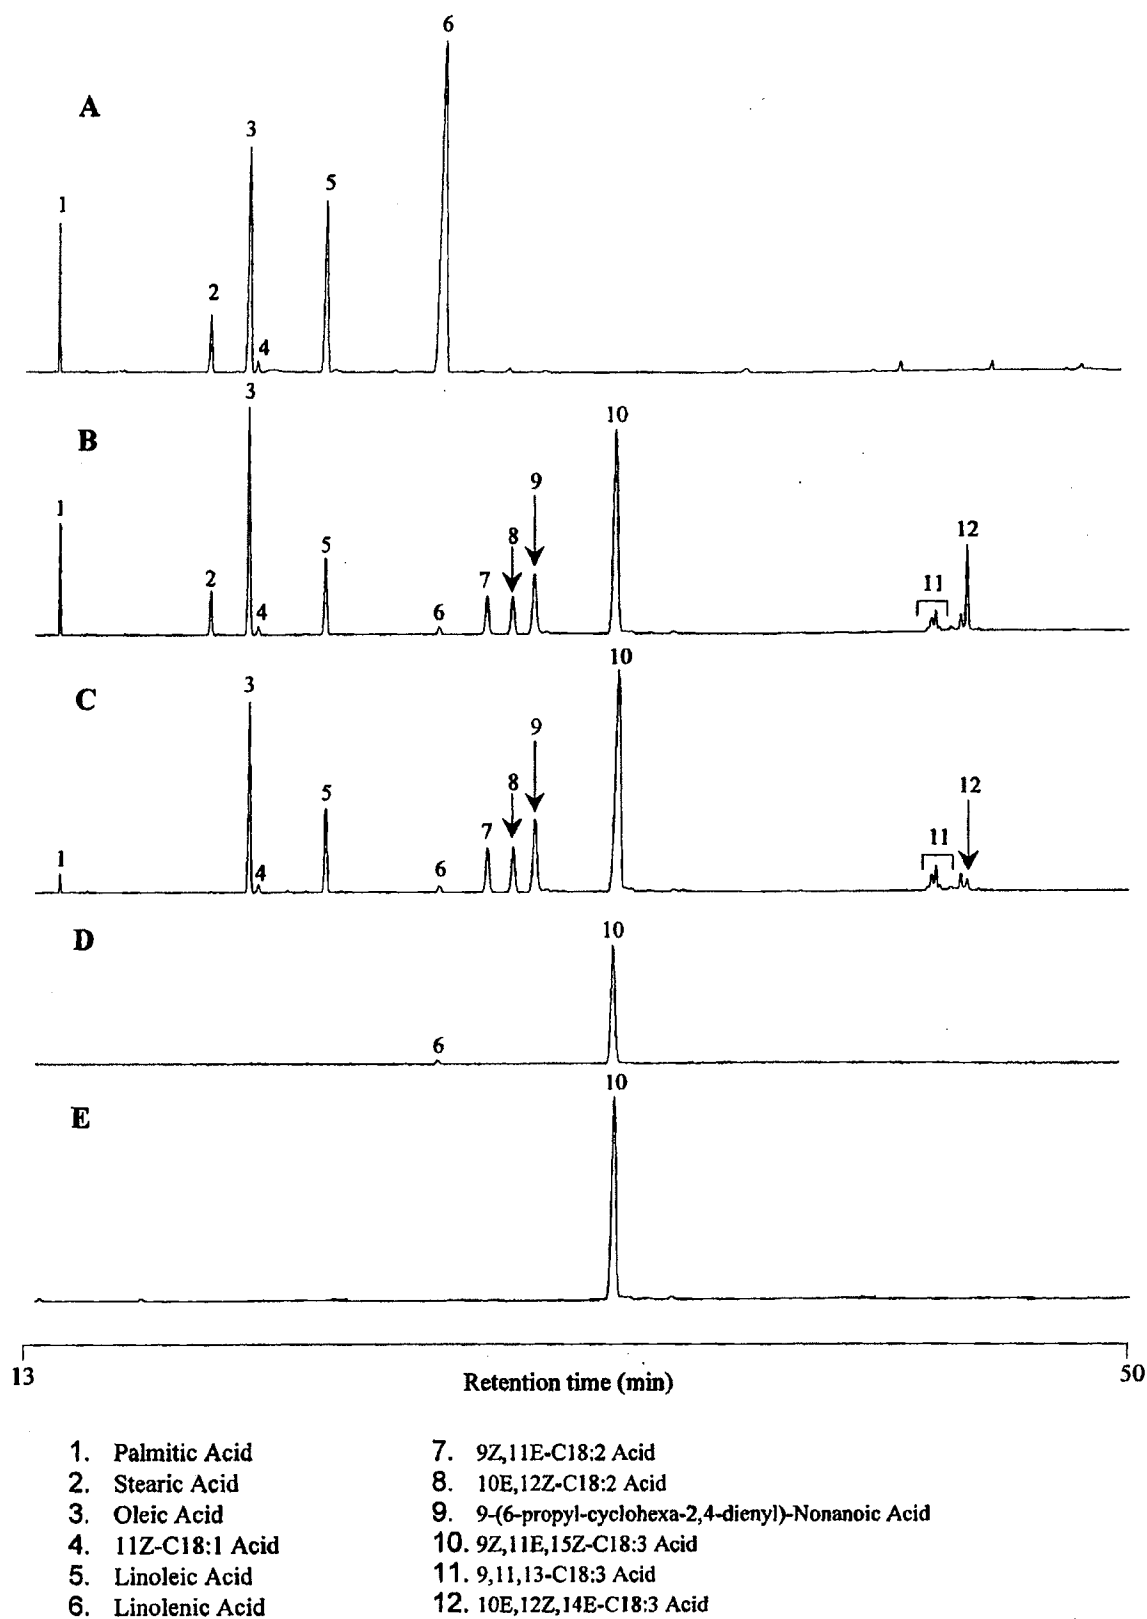 6
A
3
5
1
2
4
3
10
B
9
1
12
8
5
11
2
7
4
6
10
3
C
9
5
8
12
7
11
1
4
6
D
10
6
10
E
13
50
Retention time (min)
1. Palmitic Acid
2. Stearic Acid
3. Oleic Acid
4. 11Z-C18:1 Acid
5. Linoleic Acid
6. Linolenic Acid
7. 9Z,11E-C18:2 Acid
8. 10E,12Z-C18:2 Acid
9. 9-(6-propyl-cyclohexa-2,4-dienyl)-Nonanoic Acid
10. 9Z,11E,15Z-C18:3 Acid
11. 9,11,13-C18:3 Acid
12. 10E,12Z,14E-C18:3 Acid